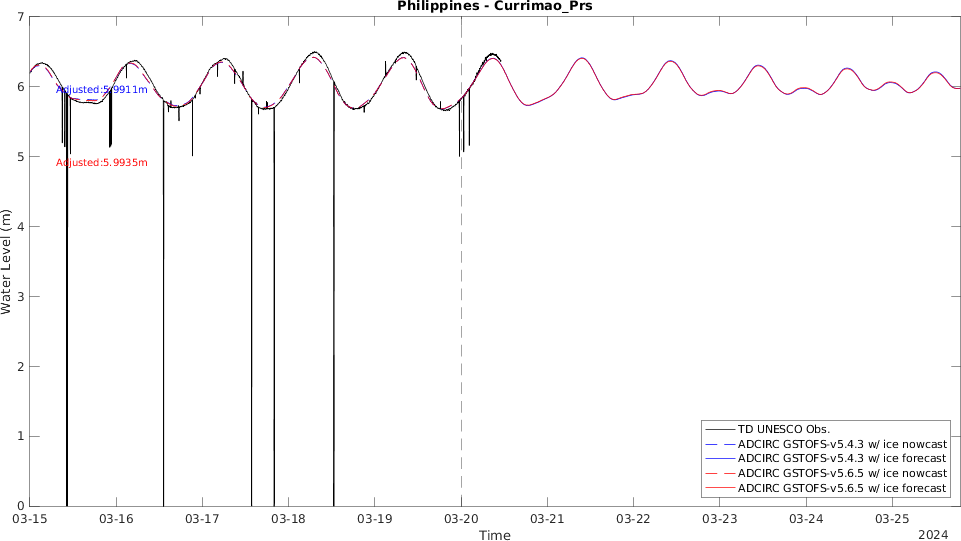 Philippines - Currimao_Prs
7
6
5
4
3
2
1
0
Water Level (m)
Adjusted:5.9911m
Adjusted:5.9935m
TD UNESCO Obs.
ADCIRC GSTOFS-v5.4.3 w/ ice nowcast
ADCIRC GSTOFS-v5.4.3 w/ ice forecast
ADCIRC GSTOFS-v5.6.5 w/ ice nowcast
ADCIRC GSTOFS-v5.6.5 w/ ice forecast
03-15 03-16 03-17 03-18 03-19 03-20 03-21 03-22 03-23 03-24 03-25
Time
2024